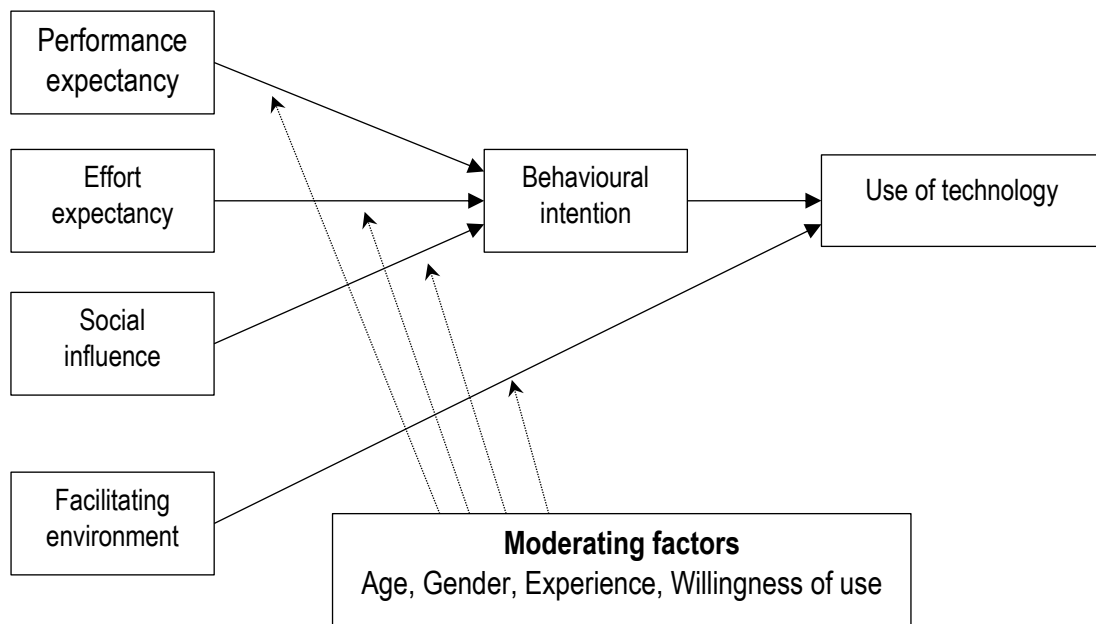 Performance
expectancy
Effort
expectancy
Social
influence
Facilitating
environment
Behavioural
intention
Use of technology
Moderating factors
Age, Gender, Experience, Willingness of use